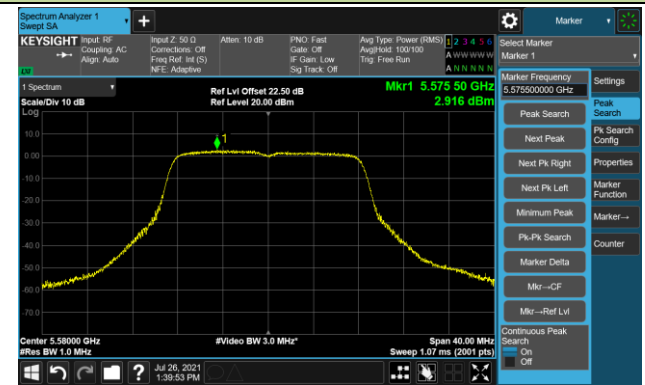 Spectrum Analyzer 1
Swept SA
Marker
KEYSIGHT
Input: RF
Coupling: AC
Align: Auto
Input Z: 50 Ω
Corrections: Off
Freq Ref: Int (S)
NFE: Adaptive
Atten: 10 dB
PNO: Fast
Gate: Off
IF Gain: Low
Sig Track: Off
Avg Type: Power (RMS)
Avg|Hold: 100/100
Trig: Free Run
1 2 3 4 5 6
A W W W W W
A N N N N N
Select Marker
Marker 1
1 Spectrum
Scale/Div 10 dB
Log
Ref Lvl Offset 22.50 dB
Ref Level 20.00 dBm
Mkr1 5.575 50 GHz
2.916 dBm
Marker Frequency
5.575500000 GHz
Settings
Peak Search
Peak
Search
Next Peak
Pk Search
Config
Next Pk Right
Properties
Next Pk Left
Marker
Function
Minimum Peak
Marker→
Pk-Pk Search
Counter
Marker Delta
Mkr→CF
Mkr→Ref Lvl
Continuous Peak
Search
On
Off
1
10.0
0.00
-10.0
-20.0
-30.0
-40.0
-50.0
-60.0
-70.0
Center 5.58000 GHz
#Res BW 1.0 MHz
#Video BW 3.0 MHz*
Span 40.00 MHz
Sweep 1.07 ms (2001 pts)
Jul 26, 2021
1:39:53 PM